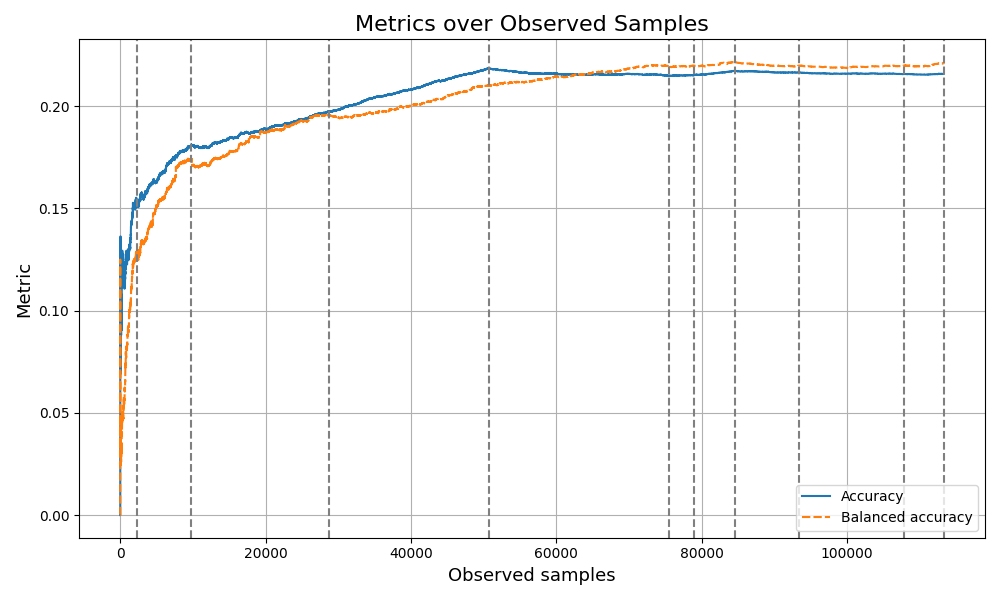 Metrics over Observed Samples
Metric
0.20
0.15
0.10
0.05
0.00
0
20000
40000
60000
80000
100000
Observed samples
Accuracy
Balanced accuracy